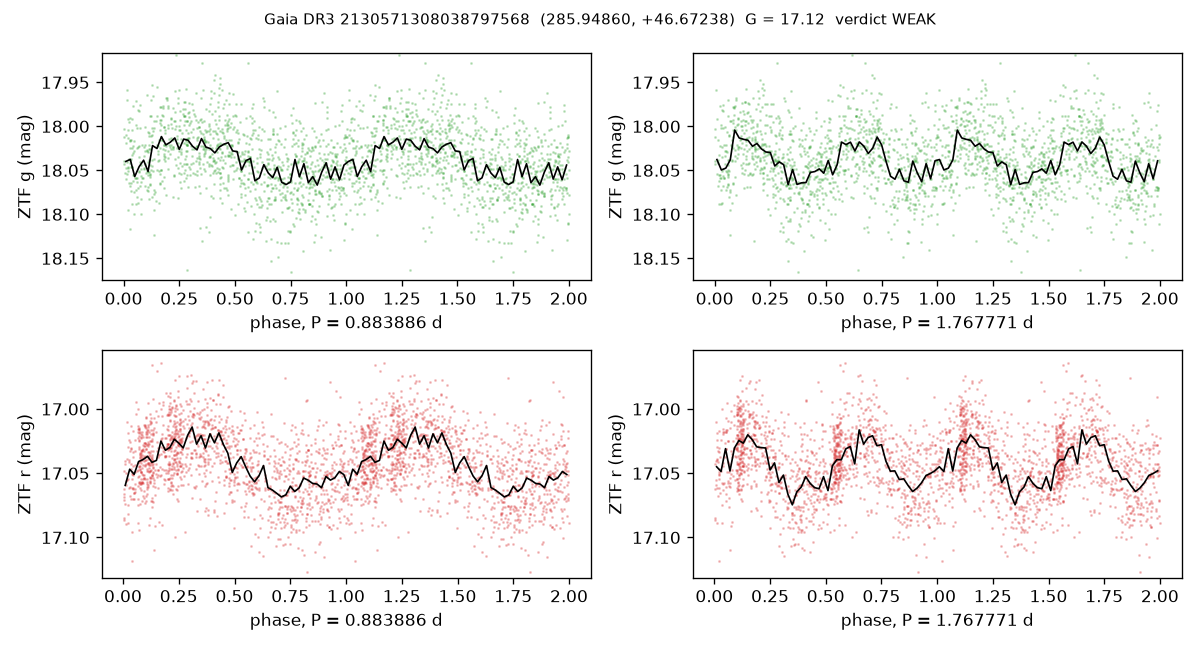 Gaia DR3 2130571308038797568 (285.94860, +46.67238) G = 17.12 verdict WEAK
ZTF g (mag)
17.95
18.00
18.05
18.10
18.15
0.00 0.25 0.50 0.75 1.00 1.25 1.50 1.75 2.00
phase, P = 0.883886 d
ZTF g (mag)
17.95
18.00
18.05
18.10
18.15
0.00 0.25 0.50 0.75 1.00 1.25 1.50 1.75 2.00
phase, P = 1.767771 d
ZTF r (mag)
17.00
17.05
17.10
0.00 0.25 0.50 0.75 1.00 1.25 1.50 1.75 2.00
phase, P = 0.883886 d
ZTF r (mag)
17.00
17.05
17.10
0.00 0.25 0.50 0.75 1.00 1.25 1.50 1.75 2.00
phase, P = 1.767771 d